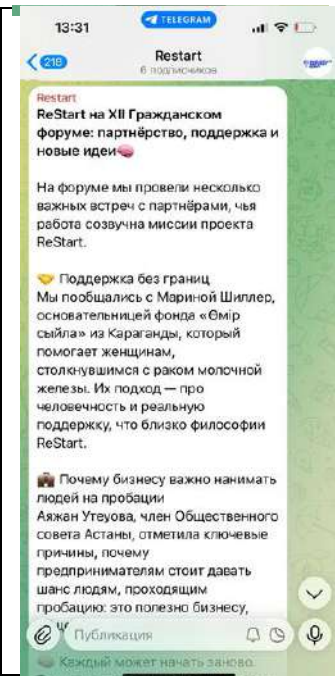 13:31
TELEGRAM
218
Restart
6 подписчиков
Restart
ReStart на XII Гражданском
форуме: партнёрство, поддержка и
новые идеи
На форуме мы провели несколько
важных встреч с партнёрами, чья
работа созвучна миссии проекта
ReStart.
Поддержка без границ
Мы пообщались с Мариной Шиллер,
основательницей фонда «Өмір
сыйла» из Караганды, который
помогает женщинам,
столкнувшимся с раком молочной
железы. Их подход — про
человечность и реальную
поддержку, что близко философии
ReStart.
Почему бизнесу важно нанимать
людей на пробации
Аяжан Утеуова, член Общественного
совета Астаны, отметила ключевые
причины, почему
предпринимателям стоит давать
шанс людям, проходящим
пробацию: это полезно бизнесу,
Публикация
Каждый может начать заново.